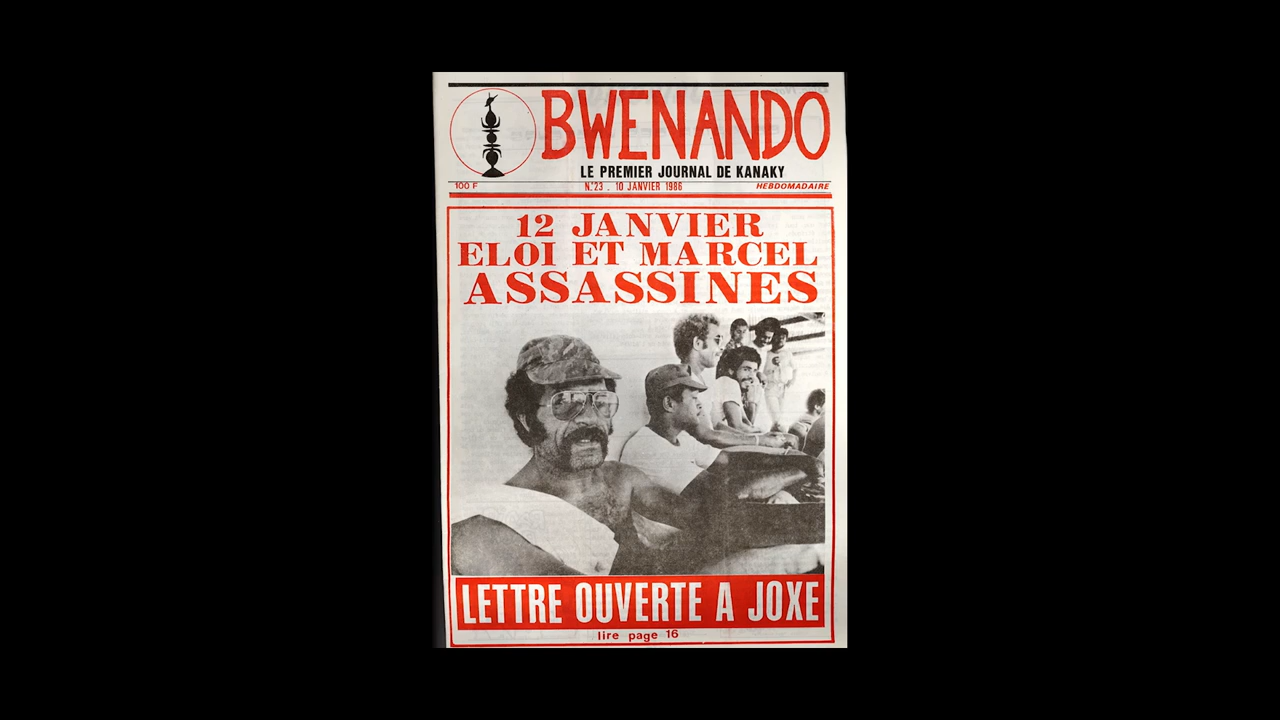 BWENANDO
LE PREMIER JOURNAL DE KANAKY
100 F N.°23 . 10 JANVIER 1986 HEBDOMADAIRE
12 JANVIER
ELOI ET MARCEL
ASSASSINES
LETTRE OUVERTE A JOXE
lire page 16